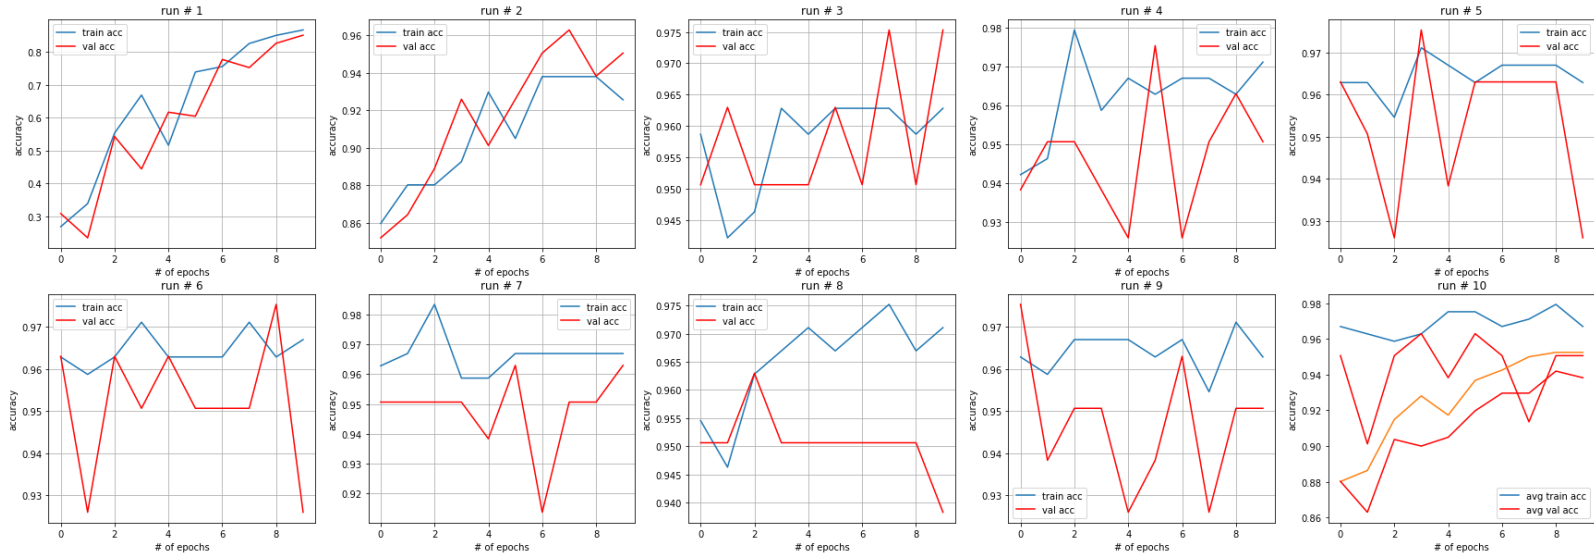 run # 1
train acc
val acc
accuracy
0.8
0.7
0.6
0.5
0.4
0.3
0 2 4 6 8
# of epochs
run # 2
train acc
val acc
accuracy
0.96
0.94
0.92
0.90
0.88
0.86
0 2 4 6 8
# of epochs
run # 3
train acc
val acc
accuracy
0.975
0.970
0.965
0.960
0.955
0.950
0.945
0 2 4 6 8
# of epochs
run # 4
train acc
val acc
accuracy
0.98
0.97
0.96
0.95
0.94
0.93
0 2 4 6 8
# of epochs
run # 5
train acc
val acc
accuracy
0.97
0.96
0.95
0.94
0.93
0 2 4 6 8
# of epochs
run # 6
train acc
val acc
accuracy
0.97
0.96
0.95
0.94
0.93
0 2 4 6 8
# of epochs
run # 7
train acc
val acc
accuracy
0.98
0.97
0.96
0.95
0.94
0.93
0.92
0 2 4 6 8
# of epochs
run # 8
train acc
val acc
accuracy
0.975
0.970
0.965
0.960
0.955
0.950
0.945
0.940
0 2 4 6 8
# of epochs
run # 9
accuracy
0.97
0.96
0.95
0.94
0.93
train acc
val acc
0 2 4 6 8
# of epochs
run # 10
accuracy
0.98
0.96
0.94
0.92
0.90
0.88
0.86
avg train acc
avg val acc
0 2 4 6 8
# of epochs